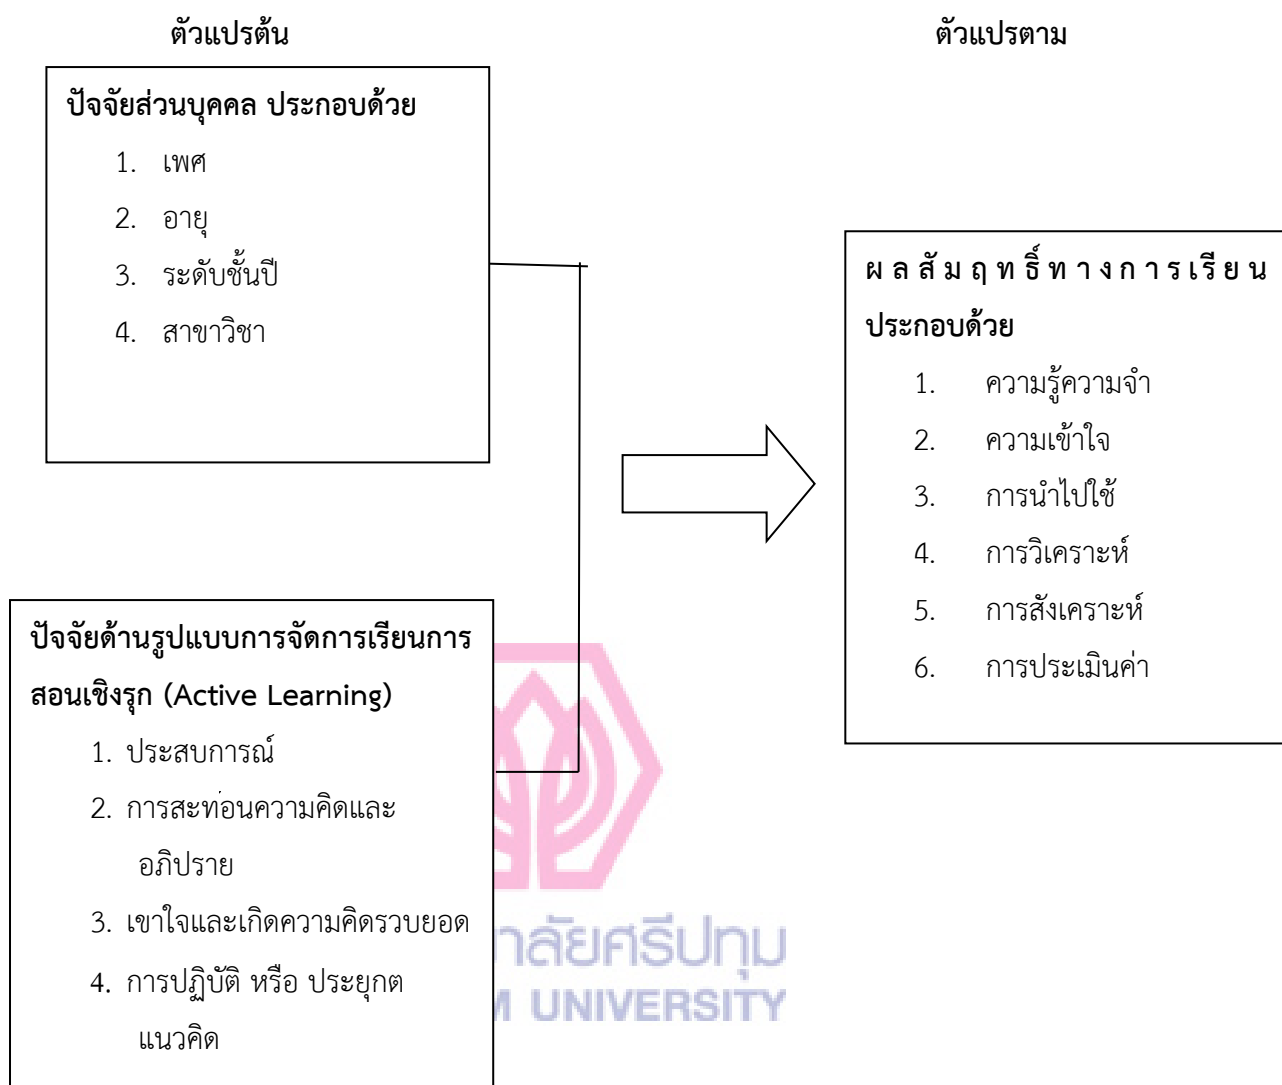 ตัวแปรต้น
ตัวแปรตาม
ปัจจัยส่วนบุคคล ประกอบด้วย
1. เพศ
2. อายุ
3. ระดับชั้นปี
4. สาขาวิชา
ผลสัมฤทธิ์ทางการเรียน
ประกอบด้วย
1. ความรู้ความจำ
2. ความเข้าใจ
3. การนำไปใช้
4. การวิเคราะห์
5. การสังเคราะห์
6. การประเมินค่า
ปัจจัยด้านรูปแบบการจัดการเรียนการ
สอนเชิงรุก (Active Learning)
1. ประสบการณ์
2. การสะท่อนความคิดและ
อภิปราย
3. เขาใจและเกิดความคิดรวบยอด
4. การปฏิบัติ หรือ ประยุกต
แนวคิด
าลัยศรีปทุม
M UNIVERSITY